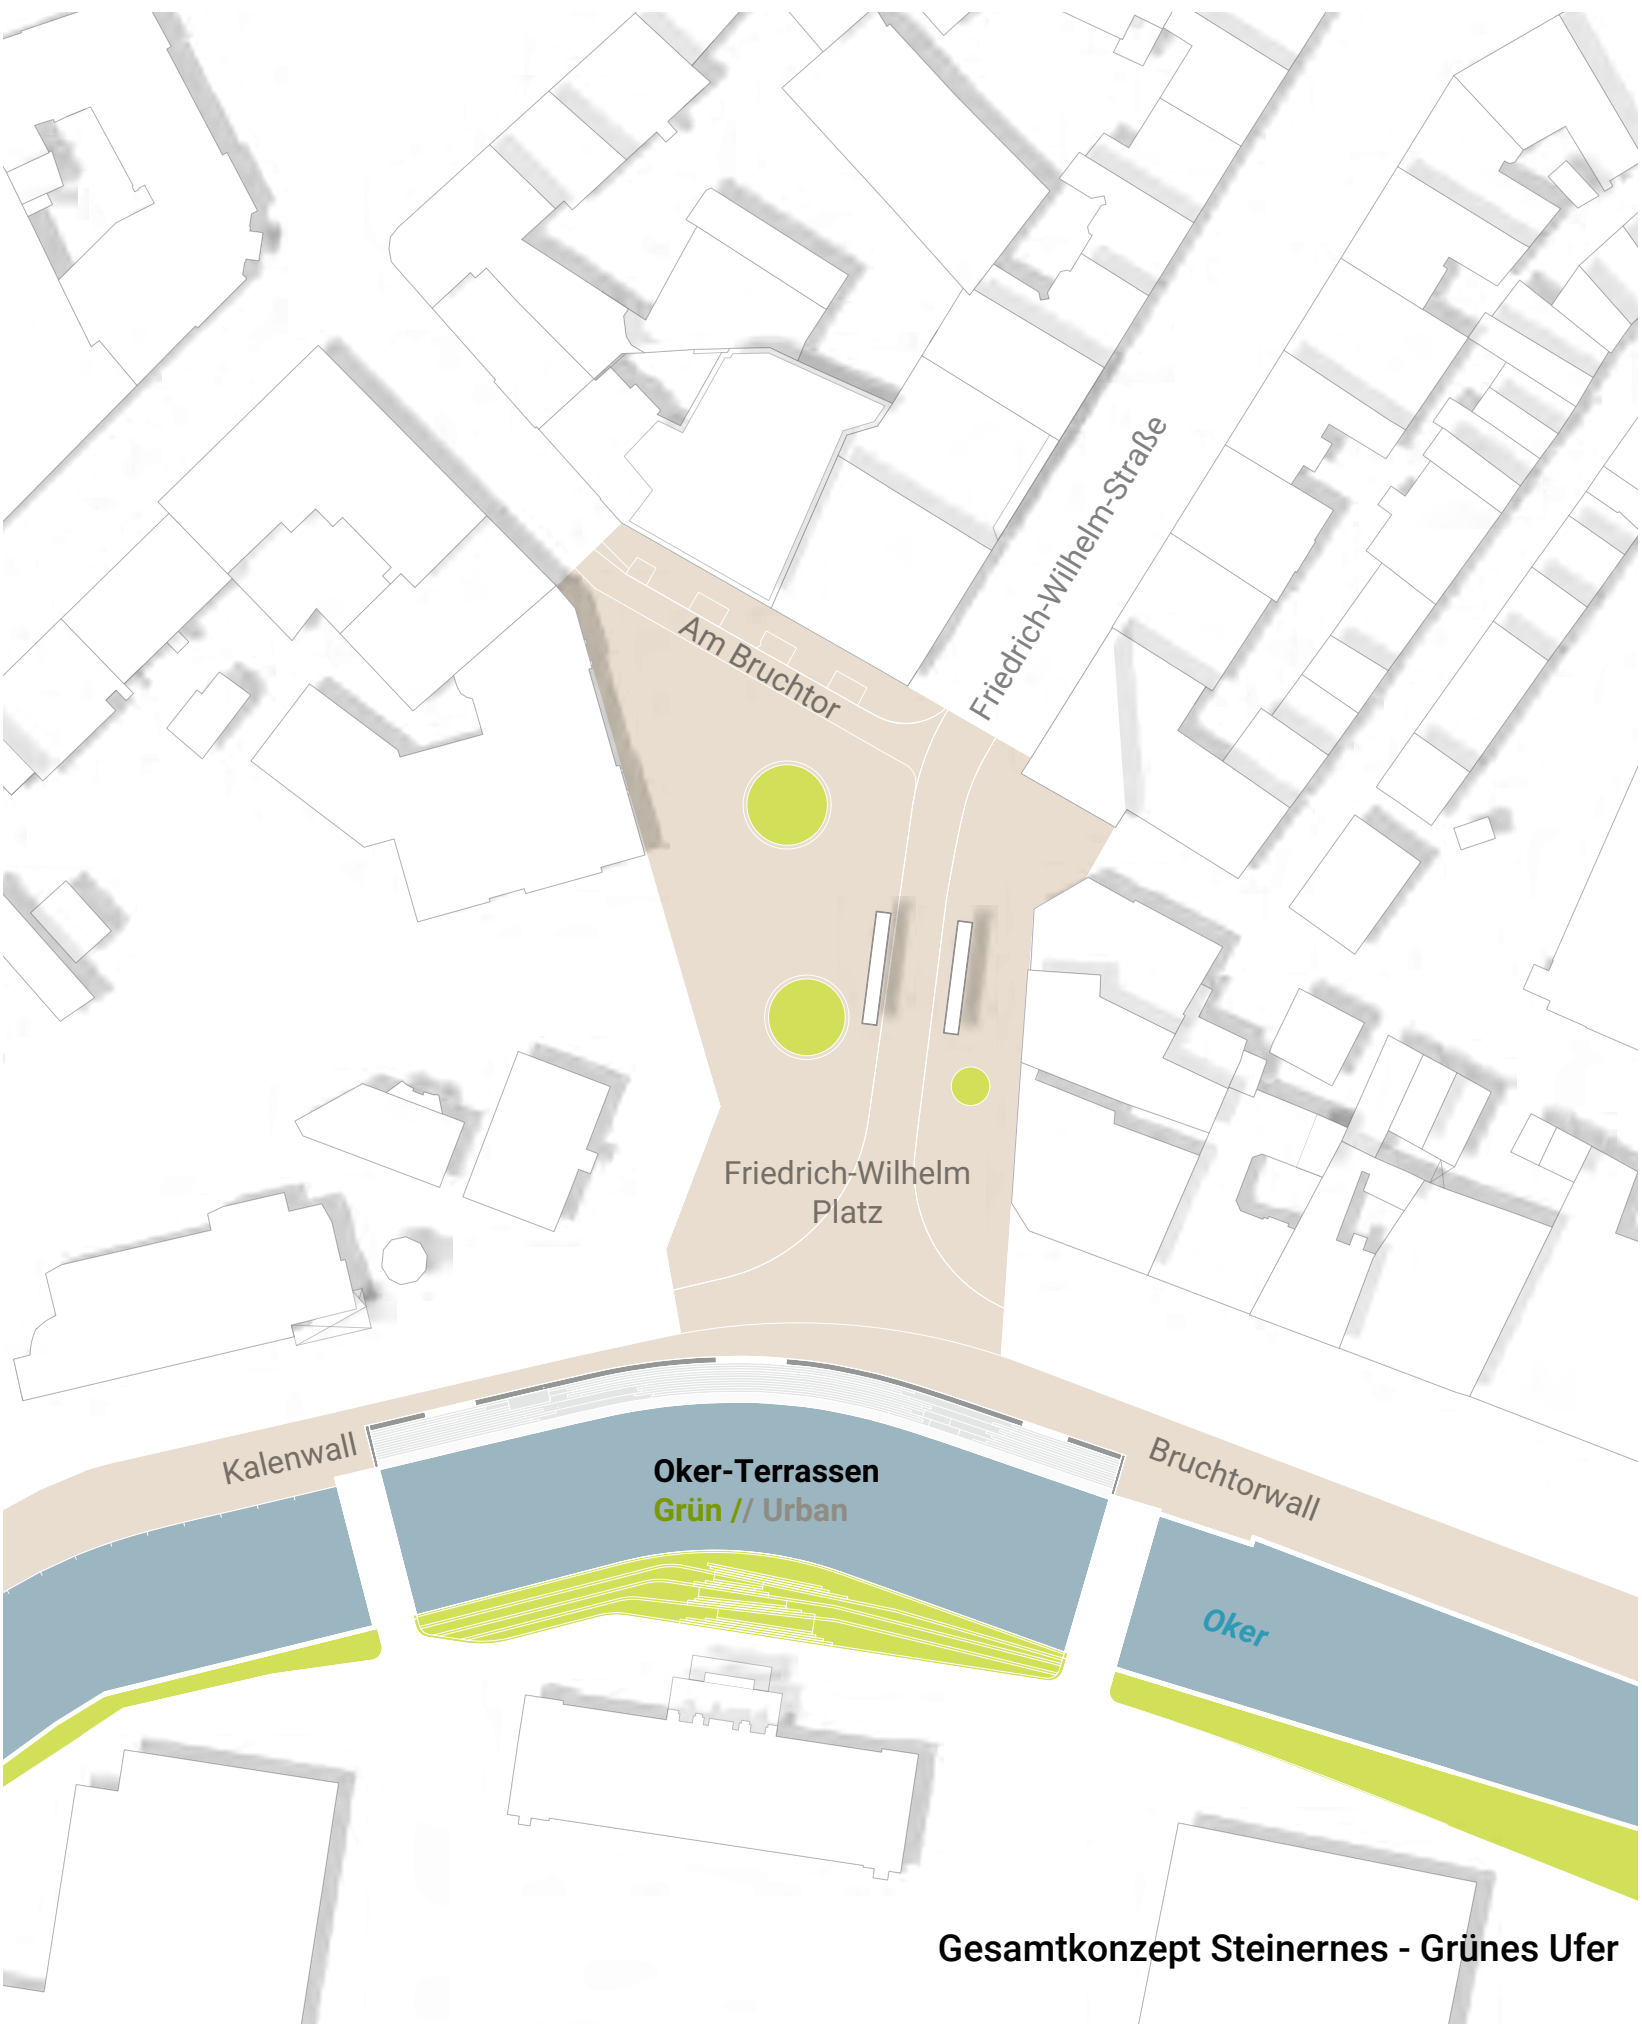 Friedrich-Wilhelm-Straße
Am Bruchtor
Friedrich-Wilhelm
Platz
Kalenwall
Oker-Terrassen
Grün // Urban
Bruchtorwall
Oker
Gesamtkonzept Steinernes - Grünes Ufer